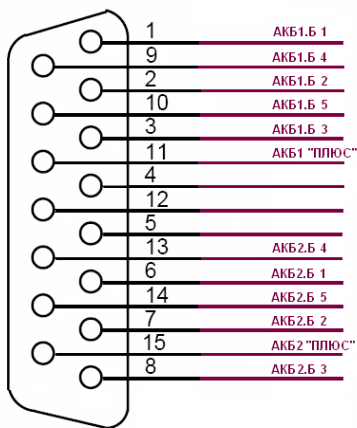 1 АКБ1.Б 1
9 АКБ1.Б 4
2 АКБ1.Б 2
10 АКБ1.Б 5
3 АКБ1.Б 3
11 АКБ1 "ПЛЮС"
4
12
5
13 АКБ2.Б 4
6 АКБ2.Б 1
14 АКБ2.Б 5
7 АКБ2.Б 2
15 АКБ2 "ПЛЮС"
8 АКБ2.Б 3